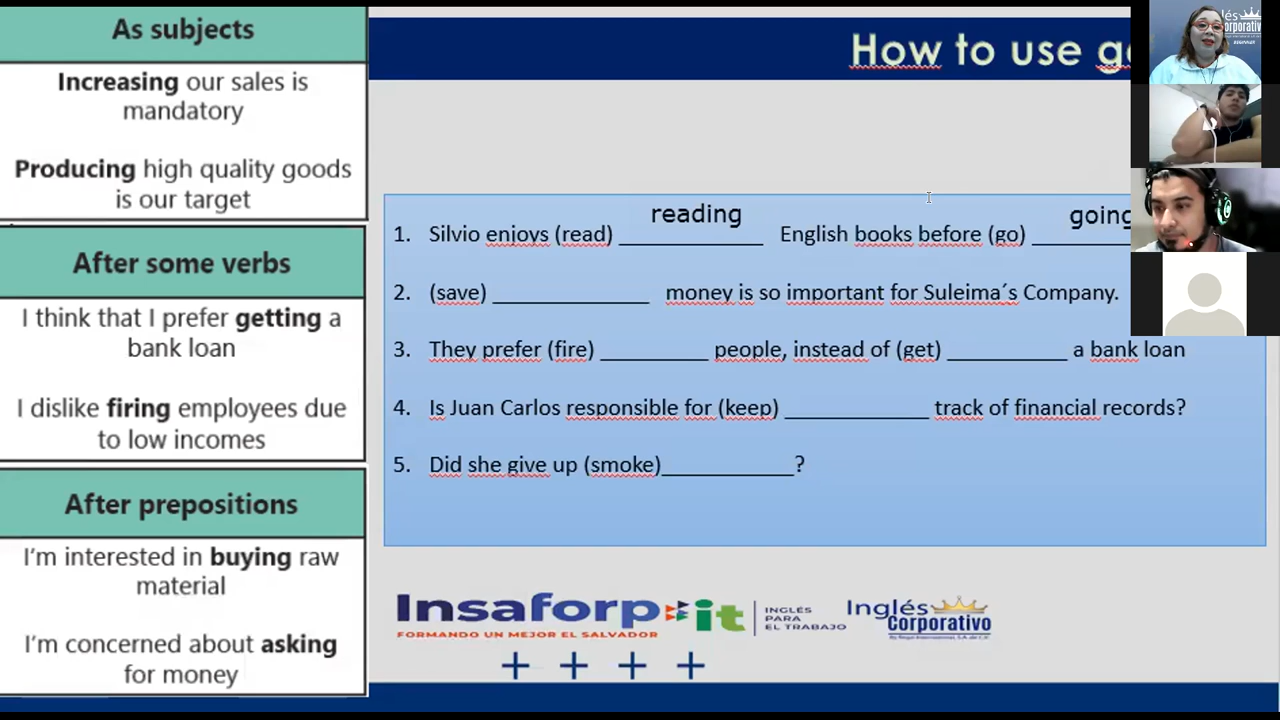 As subjects
Increasing our sales is
mandatory
Producing high quality goods
is our target
After some verbs
I think that I prefer getting a
bank loan
I dislike firing employees due
to low incomes
After prepositions
I'm interested in buying raw
material
I'm concerned about asking
for money
How to use
reading
going
1. Silvio enjoys (read) ____________ English books before (go) _________
2. (save) _____________ money is so important for Suleima´s Company.
3. They prefer (fire) _________ people, instead of (get) __________ a bank loan
4. Is Juan Carlos responsible for (keep) ____________ track of financial records?
5. Did she give up (smoke)___________?
Insaforp
FORMANDO UN MEJOR EL SALVADOR
it
INGLÉS
PARA
EL TRABAJO
Inglés
Corporativo